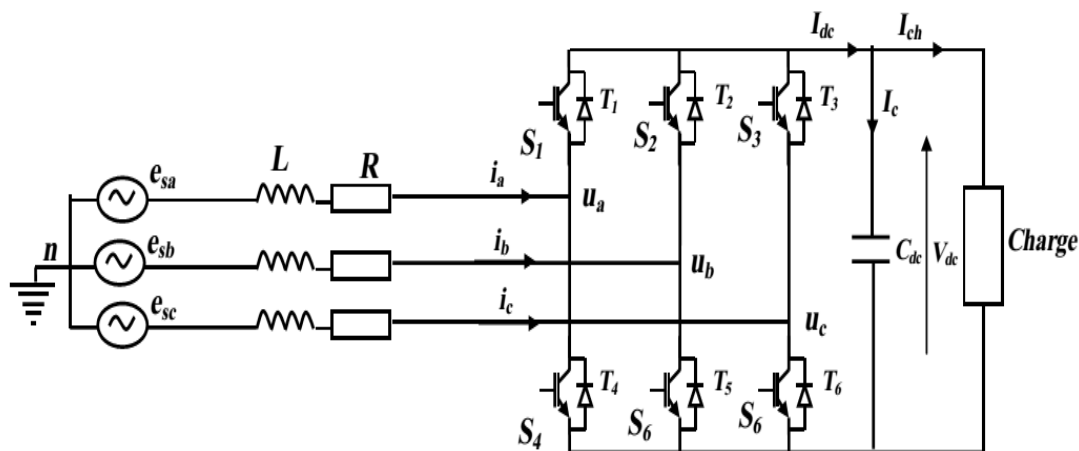 I_dc I_ch
T_1 T_2 T_3
I_c
S_1 S_2 S_3
L R
e_sa i_a
u_a
n e_sb i_b u_b C_dc V_dc Charge
e_sc i_c u_c
T_4 T_5 T_6
S_4 S_6 S_6